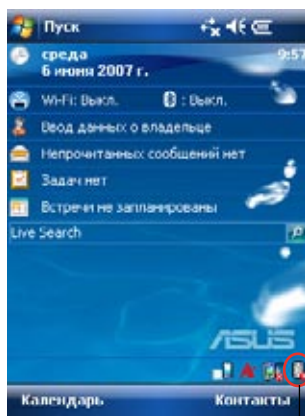 Пуск
среда
9:57
6 июня 2007 г.
Wi-Fi: Выкл. : Выкл.
Ввод данных о владельце
Непрочитанных сообщений нет
Задач нет
Встречи не запланированы
Live Search
ASUS
Календарь Контакты